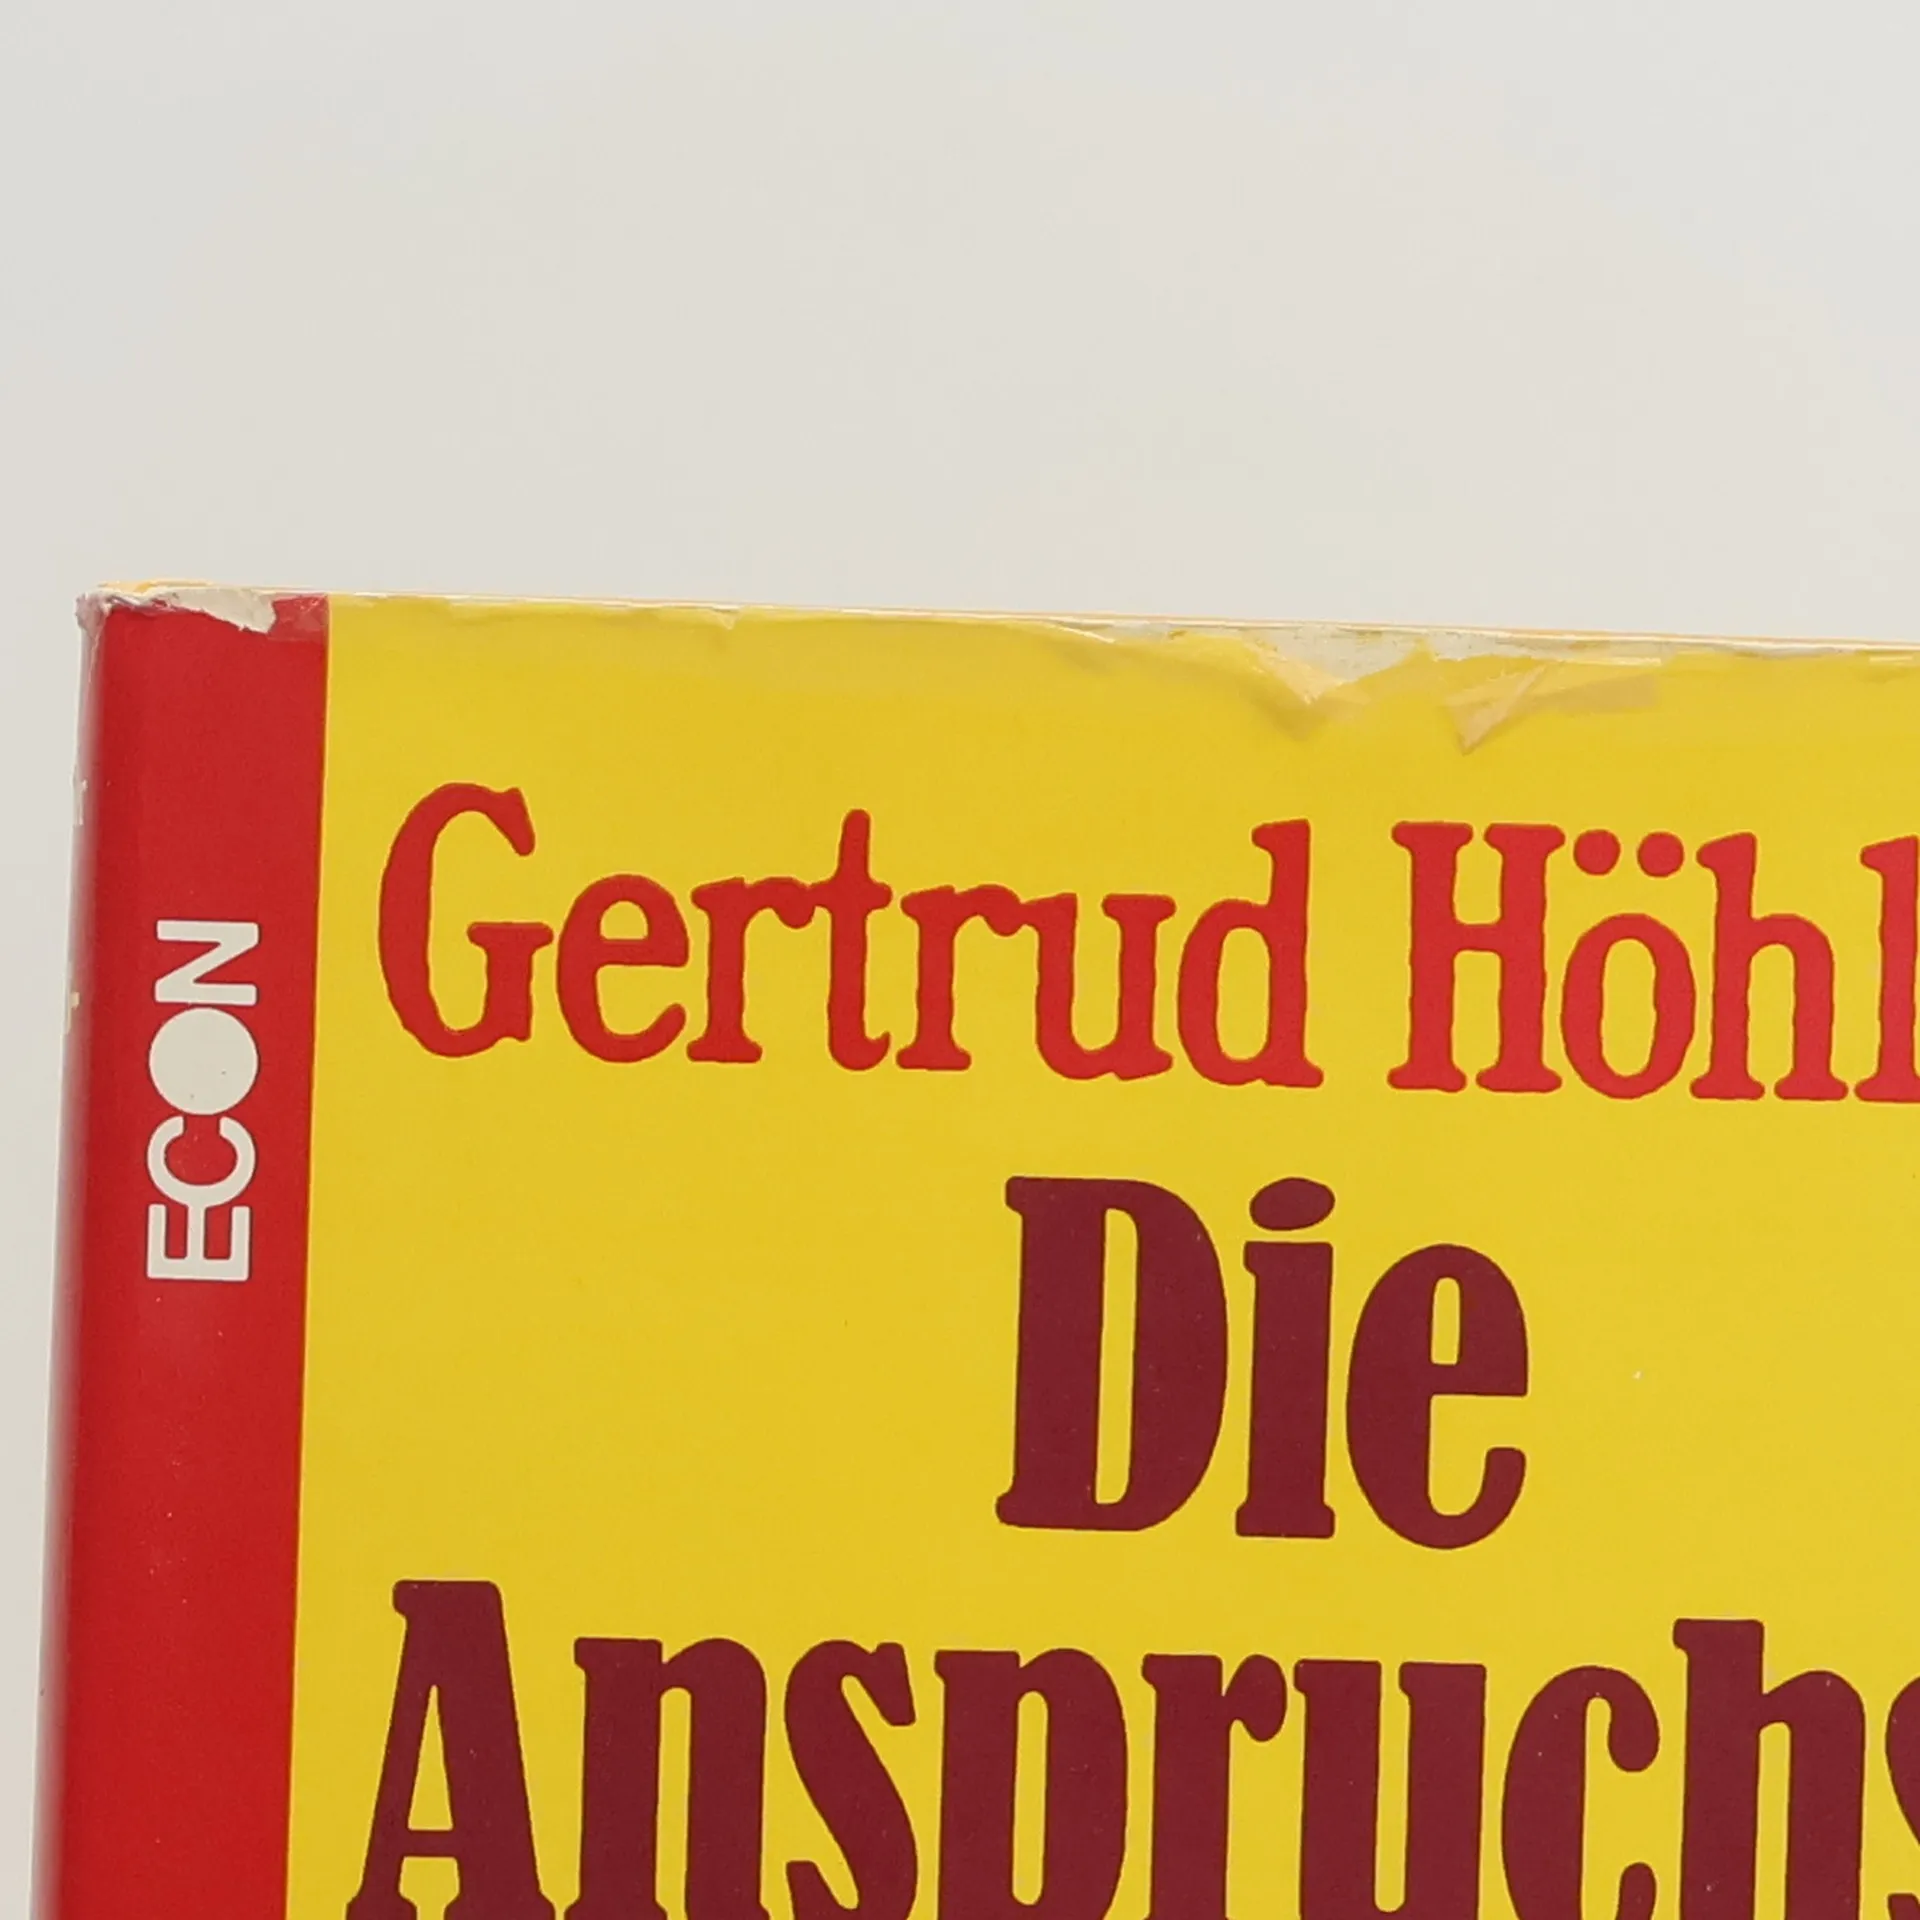 ECON
Gertrud Höhl
Die
Anspruchs